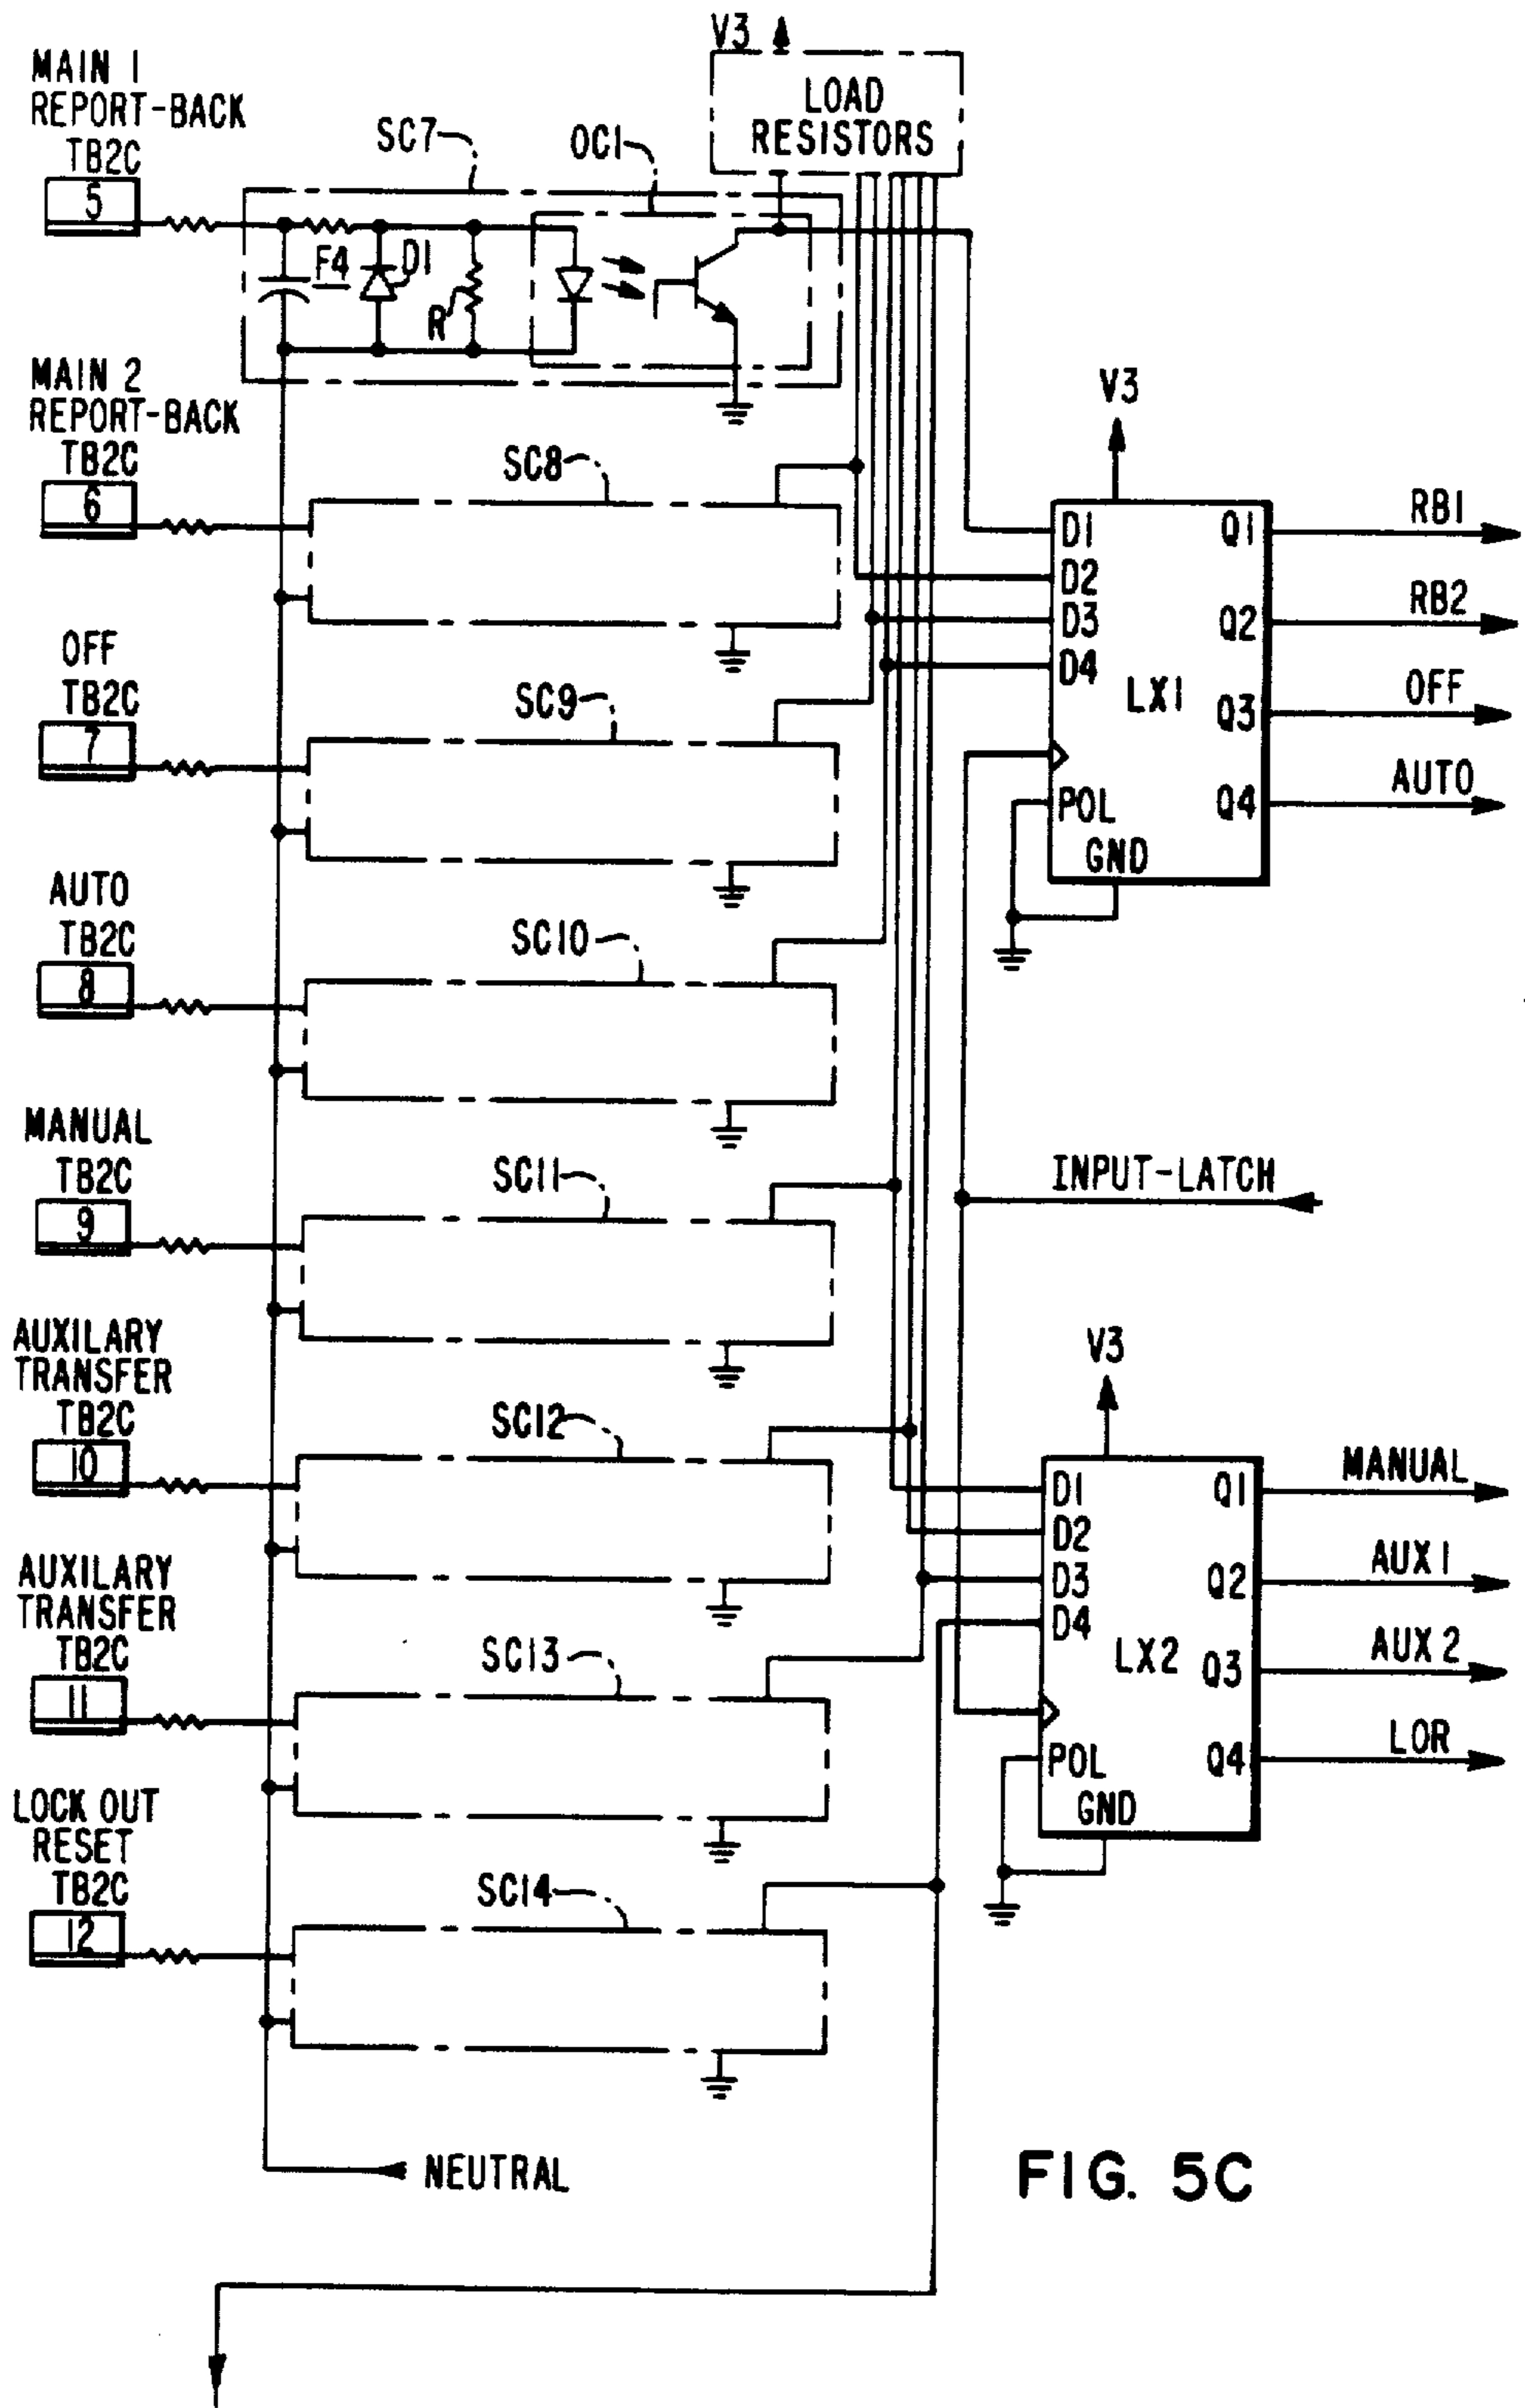 V3
LOAD
RESISTORS
MAIN 1
REPORT-BACK
TB2C
5
SC7
OC1
F4
D1
R
MAIN 2
REPORT-BACK
TB2C
6
SC8
V3
D1
D2
D3
D4
LX1
POL
GND
Q1
Q2
Q3
Q4
RB1
RB2
OFF
AUTO
OFF
TB2C
7
SC9
AUTO
TB2C
8
SC10
MANUAL
TB2C
9
SC11
INPUT-LATCH
AUXILARY
TRANSFER
TB2C
10
SC12
V3
D1
D2
D3
D4
LX2
POL
GND
Q1
Q2
Q3
Q4
MANUAL
AUX 1
AUX 2
LOR
AUXILARY
TRANSFER
TB2C
11
SC13
LOCK OUT
RESET
TB2C
12
SC14
NEUTRAL
FIG. 5C